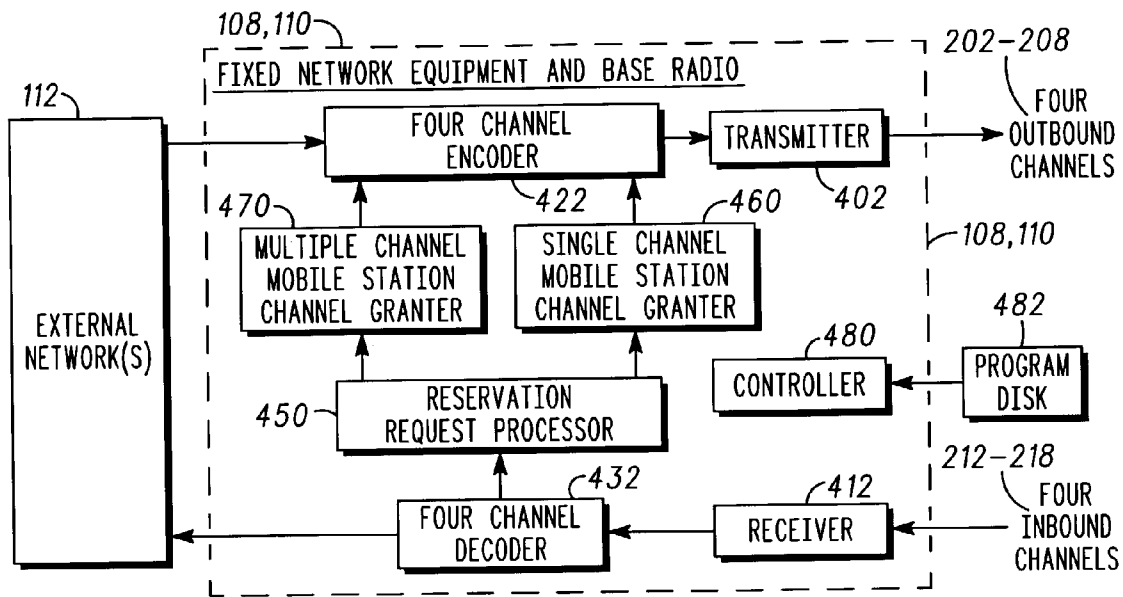 108,110
202-208
FIXED NETWORK EQUIPMENT AND BASE RADIO
112
FOUR CHANNEL
ENCODER
TRANSMITTER
FOUR
OUTBOUND
CHANNELS
470
422
460
402
MULTIPLE CHANNEL
MOBILE STATION
CHANNEL GRANTER
SINGLE CHANNEL
MOBILE STATION
CHANNEL GRANTER
108,110
EXTERNAL
NETWORK(S)
480
482
CONTROLLER
PROGRAM
DISK
450
RESERVATION
REQUEST PROCESSOR
432
412
212-218
FOUR CHANNEL
DECODER
RECEIVER
FOUR
INBOUND
CHANNELS